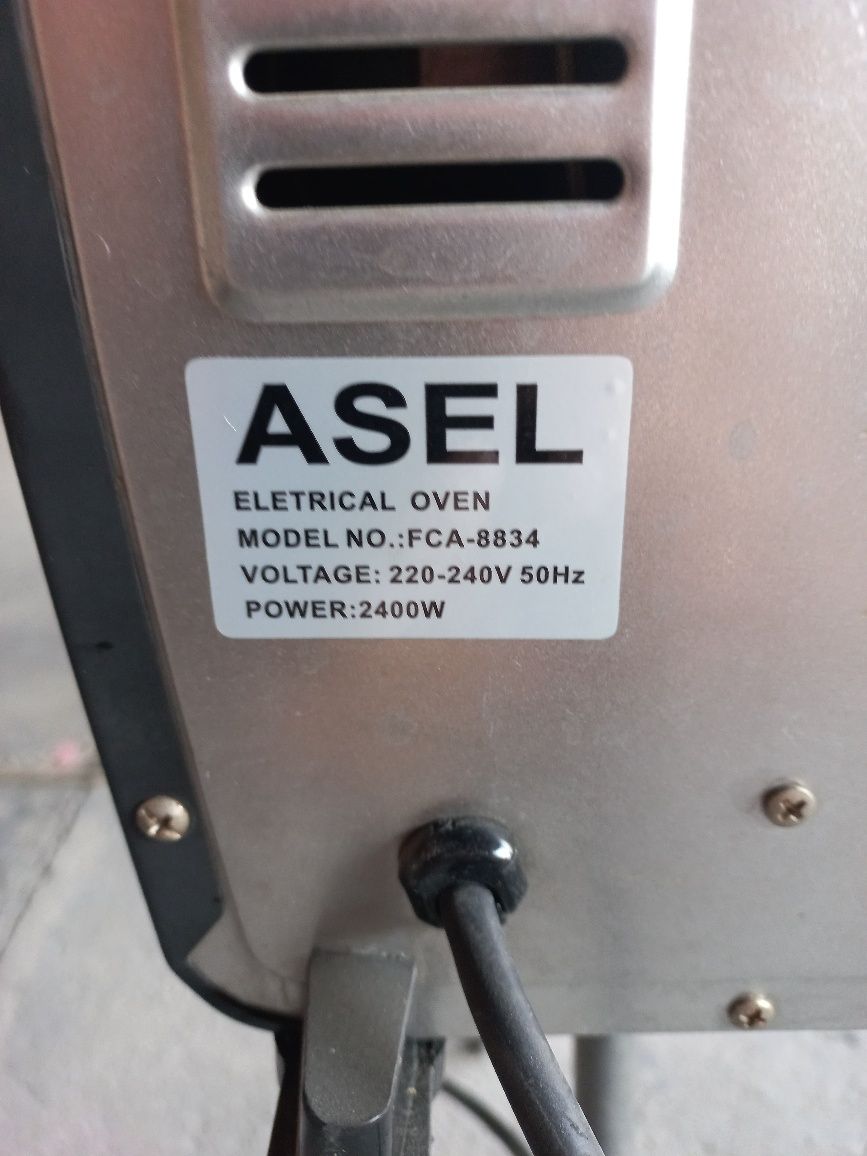 ASEL
ELETRICAL OVEN
MODEL NO.:FCA-8834
VOLTAGE: 220-240V 50Hz
POWER:2400W